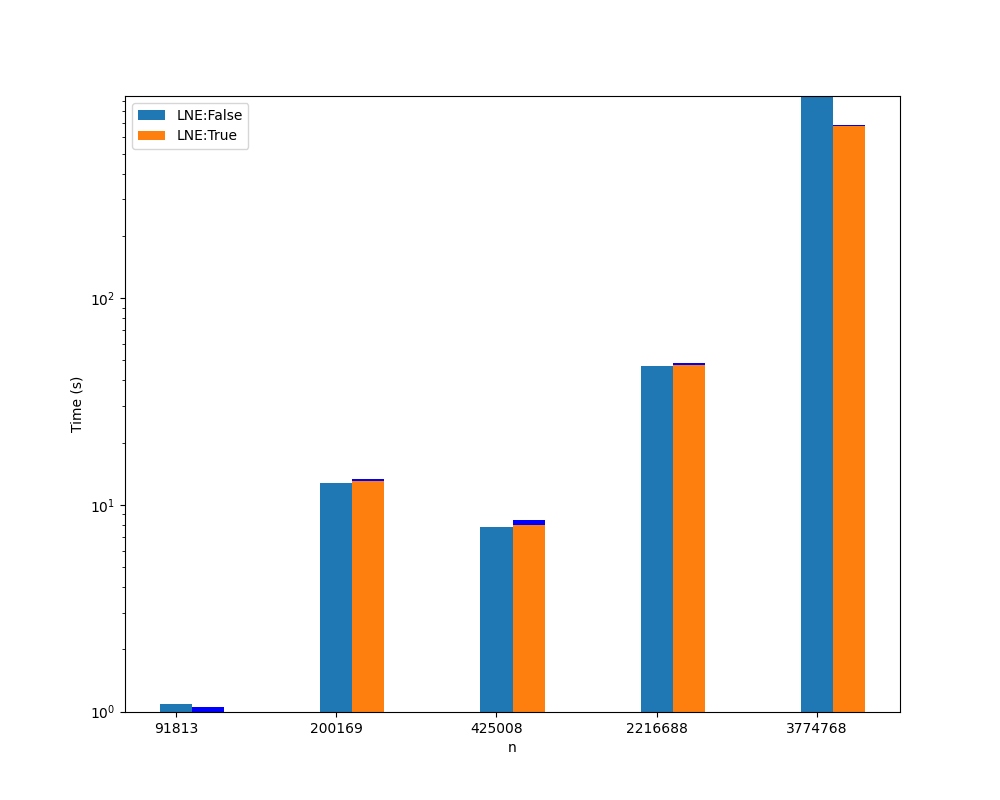 LNE:False
LNE:True
10²
10¹
10⁰
Time (s)
91813
200169
425008
2216688
3774768
n